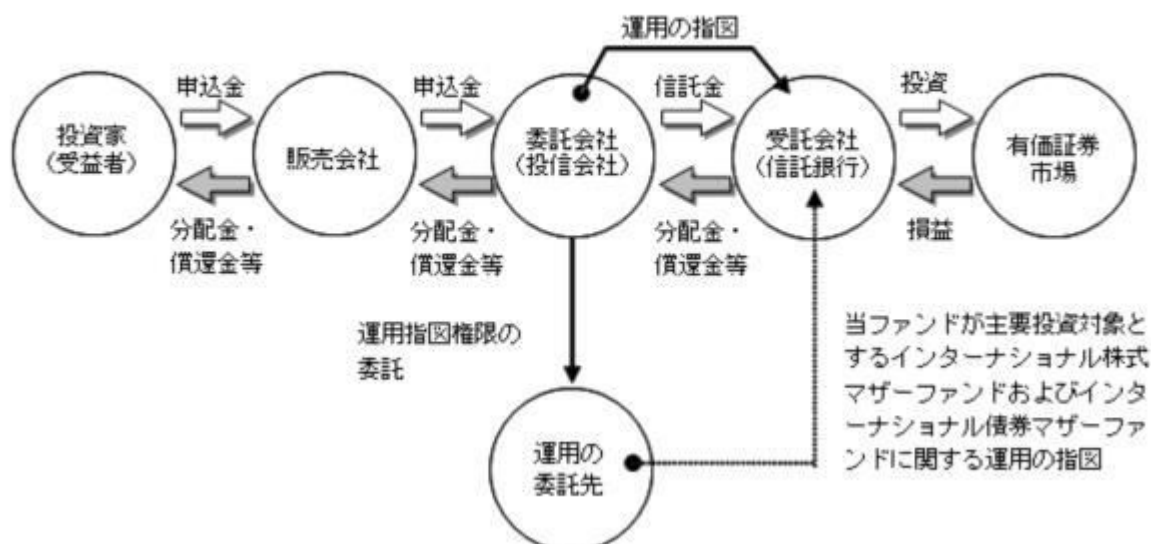 運用の指図
申込金
申込金
信託金
投資
投資家
(受益者)
販売会社
委託会社
(投信会社)
受託会社
(信託銀行)
有価証券
市場
分配金・
償還金等
分配金・
償還金等
分配金・
償還金等
損益
運用指図権限の
委託
当ファンドが主要投資対象と
するインターナショナル株式
マザーファンドおよびインタ
ーナショナル債券マザーファ
ンドに関する運用の指図
運用の
委託先